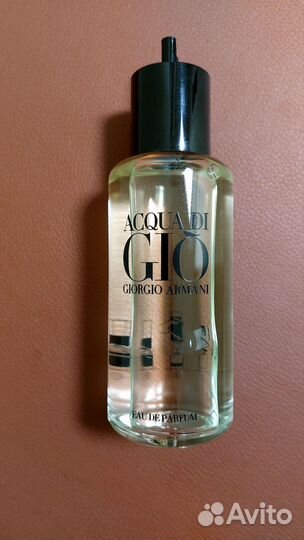 ACQUA DI
GIÒ
GIORGIO ARMANI
EAU DE PARFUM
Avito